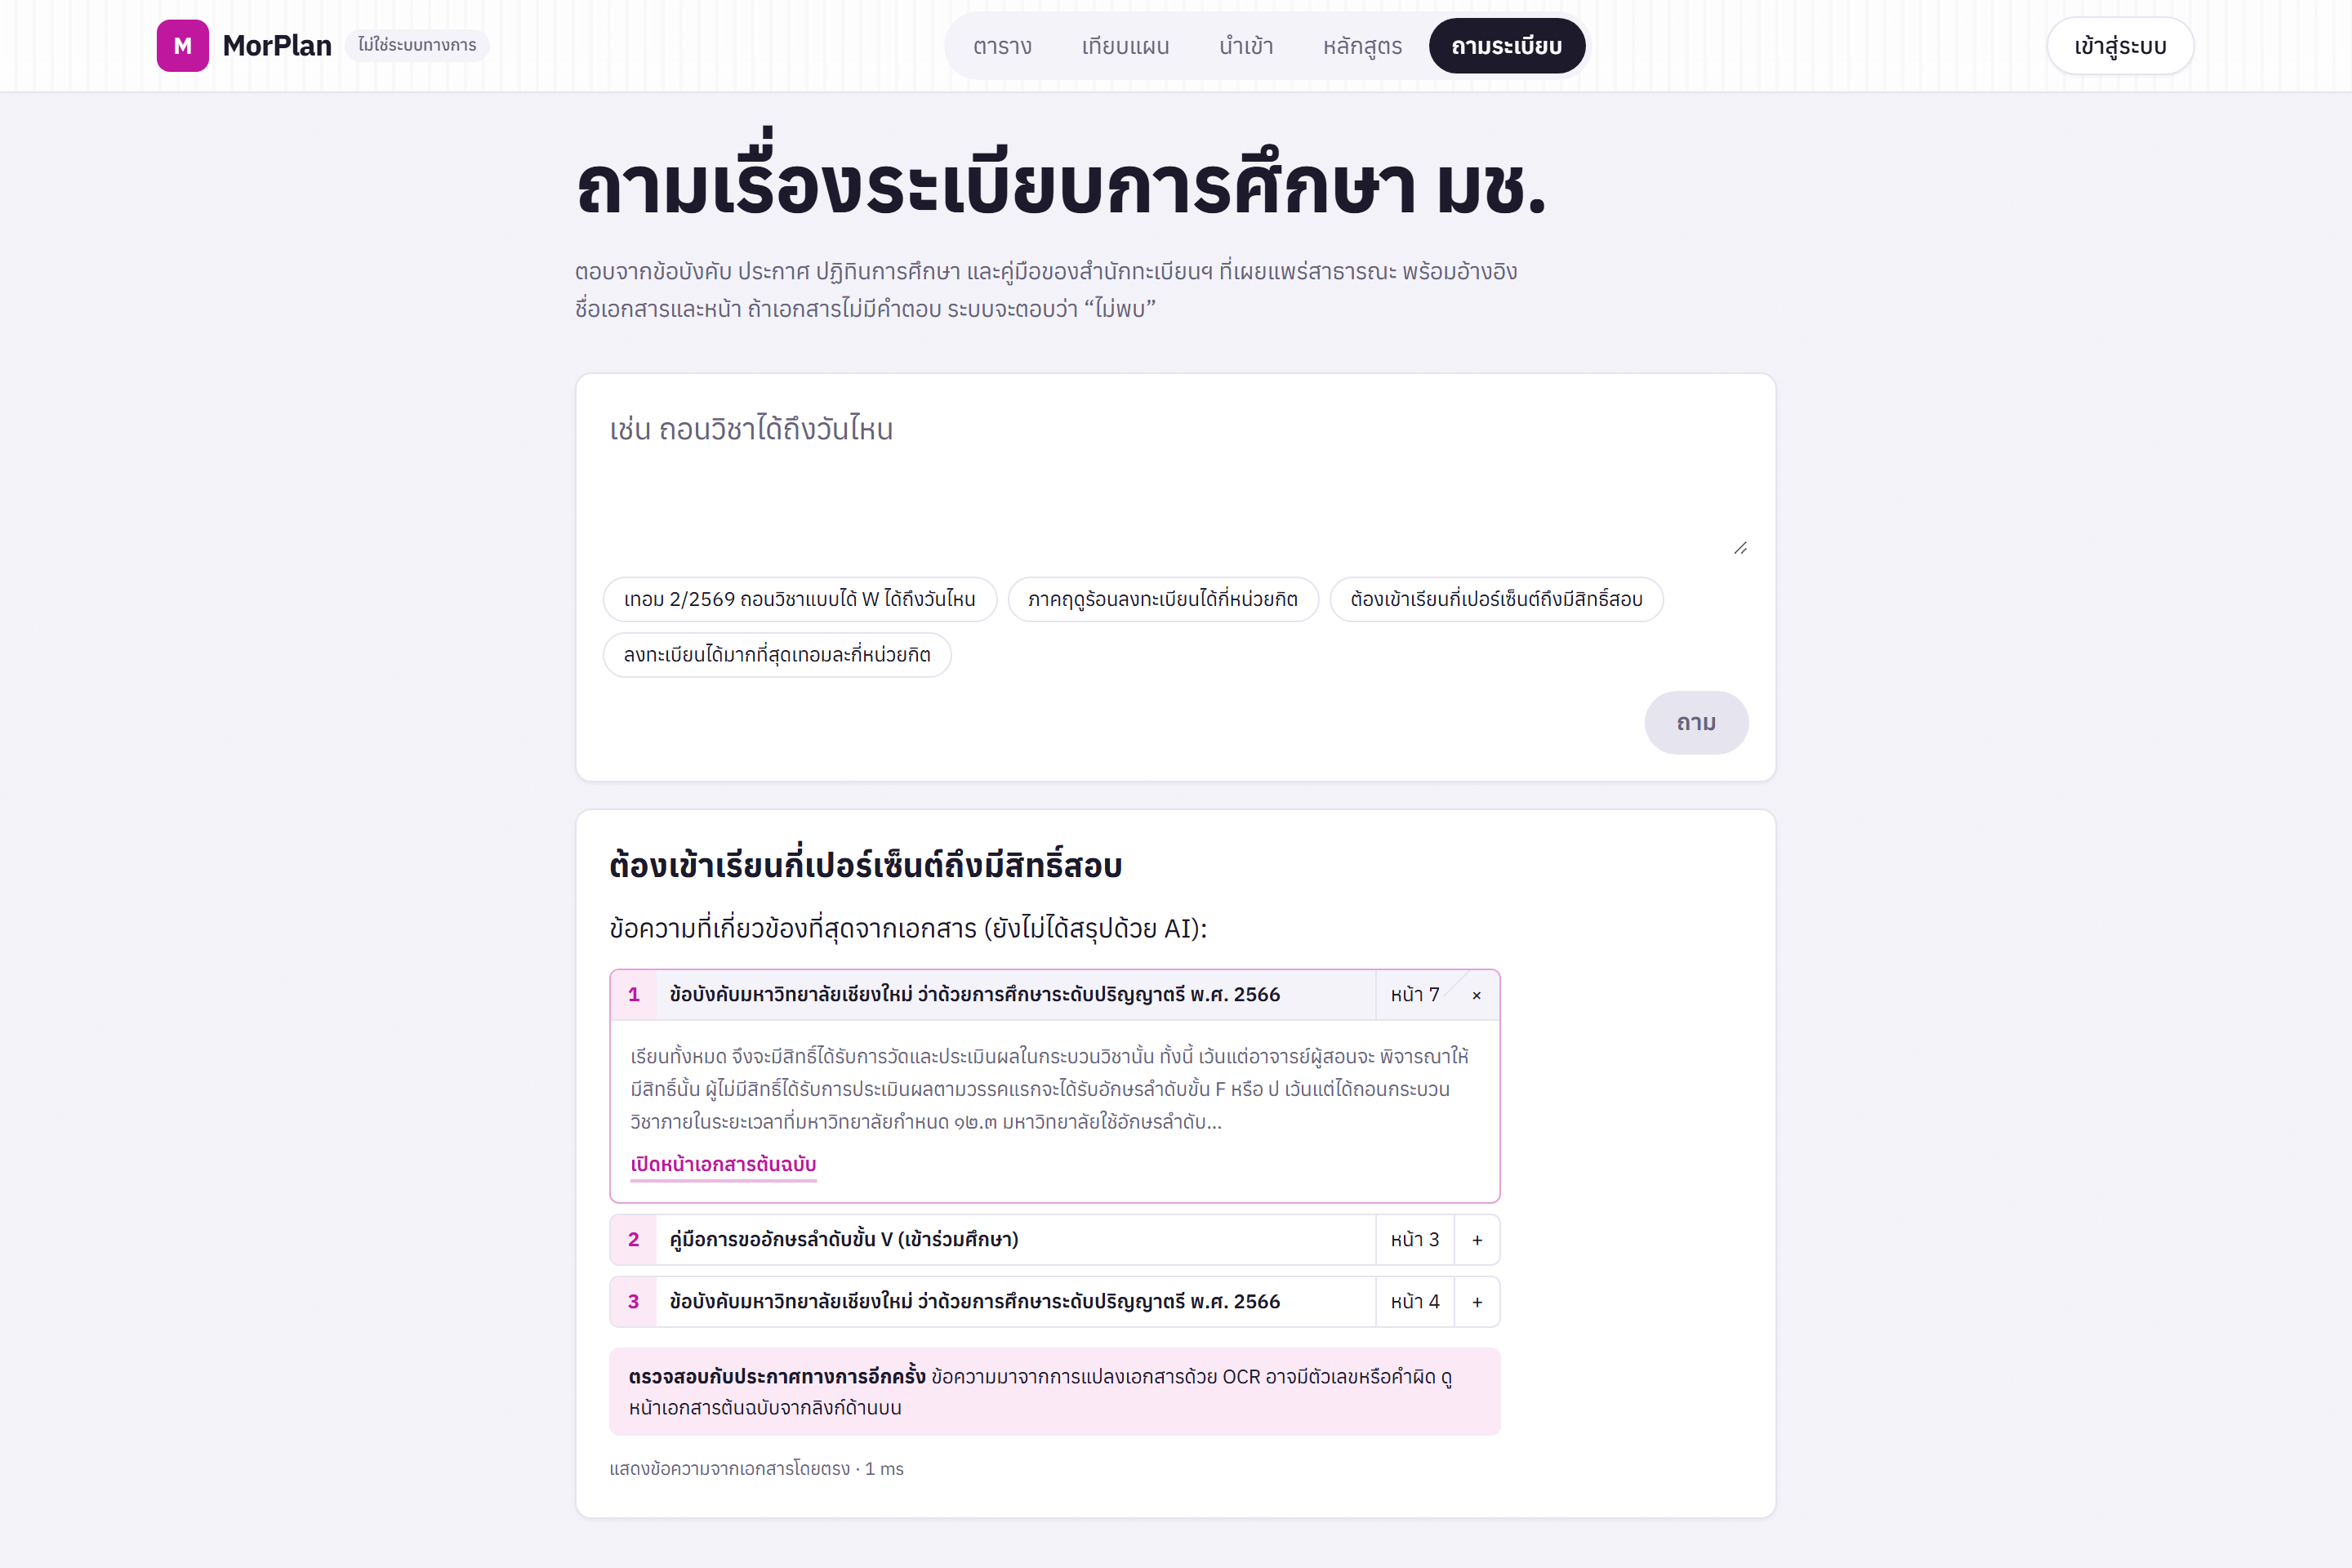 M MorPlan ไม่ใช่ระบบทางการ ตาราง เทียบแผน นำเข้า หลักสูตร ถามระเบียบ เข้าสู่ระบบ
ถามเรื่องระเบียบการศึกษา มช.
ตอบจากข้อบังคับ ประกาศ ปฏิทินการศึกษา และคู่มือของสำนักทะเบียนฯ ที่เผยแพร่สาธารณะ พร้อมอ้างอิง
ชื่อเอกสารและหน้า ถ้าเอกสารไม่มีคำตอบ ระบบจะตอบว่า “ไม่พบ”
เช่น ถอนวิชาได้ถึงวันไหน
เทอม 2/2569 ถอนวิชาแบบได้ W ได้ถึงวันไหน ภาคฤดูร้อนลงทะเบียนได้กี่หน่วยกิต ต้องเข้าเรียนกี่เปอร์เซ็นต์ถึงมีสิทธิ์สอบ
ลงทะเบียนได้มากที่สุดเทอมละกี่หน่วยกิต
ถาม
ต้องเข้าเรียนกี่เปอร์เซ็นต์ถึงมีสิทธิ์สอบ
ข้อความที่เกี่ยวข้องที่สุดจากเอกสาร (ยังไม่ได้สรุปด้วย AI):
1 ข้อบังคับมหาวิทยาลัยเชียงใหม่ ว่าด้วยการศึกษาระดับปริญญาตรี พ.ศ. 2566 หน้า 7 ×
เรียนทั้งหมด จึงจะมีสิทธิ์ได้รับการวัดและประเมินผลในกระบวนวิชานั้น ทั้งนี้ เว้นแต่อาจารย์ผู้สอนจะ พิจารณาให้
มีสิทธิ์นั้น ผู้ไม่มีสิทธิ์ได้รับการประเมินผลตามวรรคแรกจะได้รับอักษรลำดับขั้น F หรือ ป เว้นแต่ได้ถอนกระบวน
วิชาภายในระยะเวลาที่มหาวิทยาลัยกำหนด ๑๒.๓ มหาวิทยาลัยใช้อักษรลำดับ...
เปิดหน้าเอกสารต้นฉบับ
2 คู่มือการขออักษรลำดับขั้น V (เข้าร่วมศึกษา) หน้า 3 +
3 ข้อบังคับมหาวิทยาลัยเชียงใหม่ ว่าด้วยการศึกษาระดับปริญญาตรี พ.ศ. 2566 หน้า 4 +
ตรวจสอบกับประกาศทางการอีกครั้ง ข้อความมาจากการแปลงเอกสารด้วย OCR อาจมีตัวเลขหรือคำผิด ดู
หน้าเอกสารต้นฉบับจากลิงก์ด้านบน
แสดงข้อความจากเอกสารโดยตรง · 1 ms